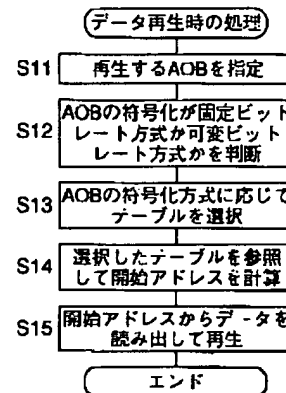 データ再生時の処理
S11 再生するAOBを指定
AOBの符号化が固定ビット
S12 レート方式か可変ビット
レート方式かを判断
S13 AOBの符号化方式に応じて
テーブルを選択
S14 選択したテーブルを参照
して開始アドレスを計算
S15 開始アドレスからデータを
読み出して再生
エンド